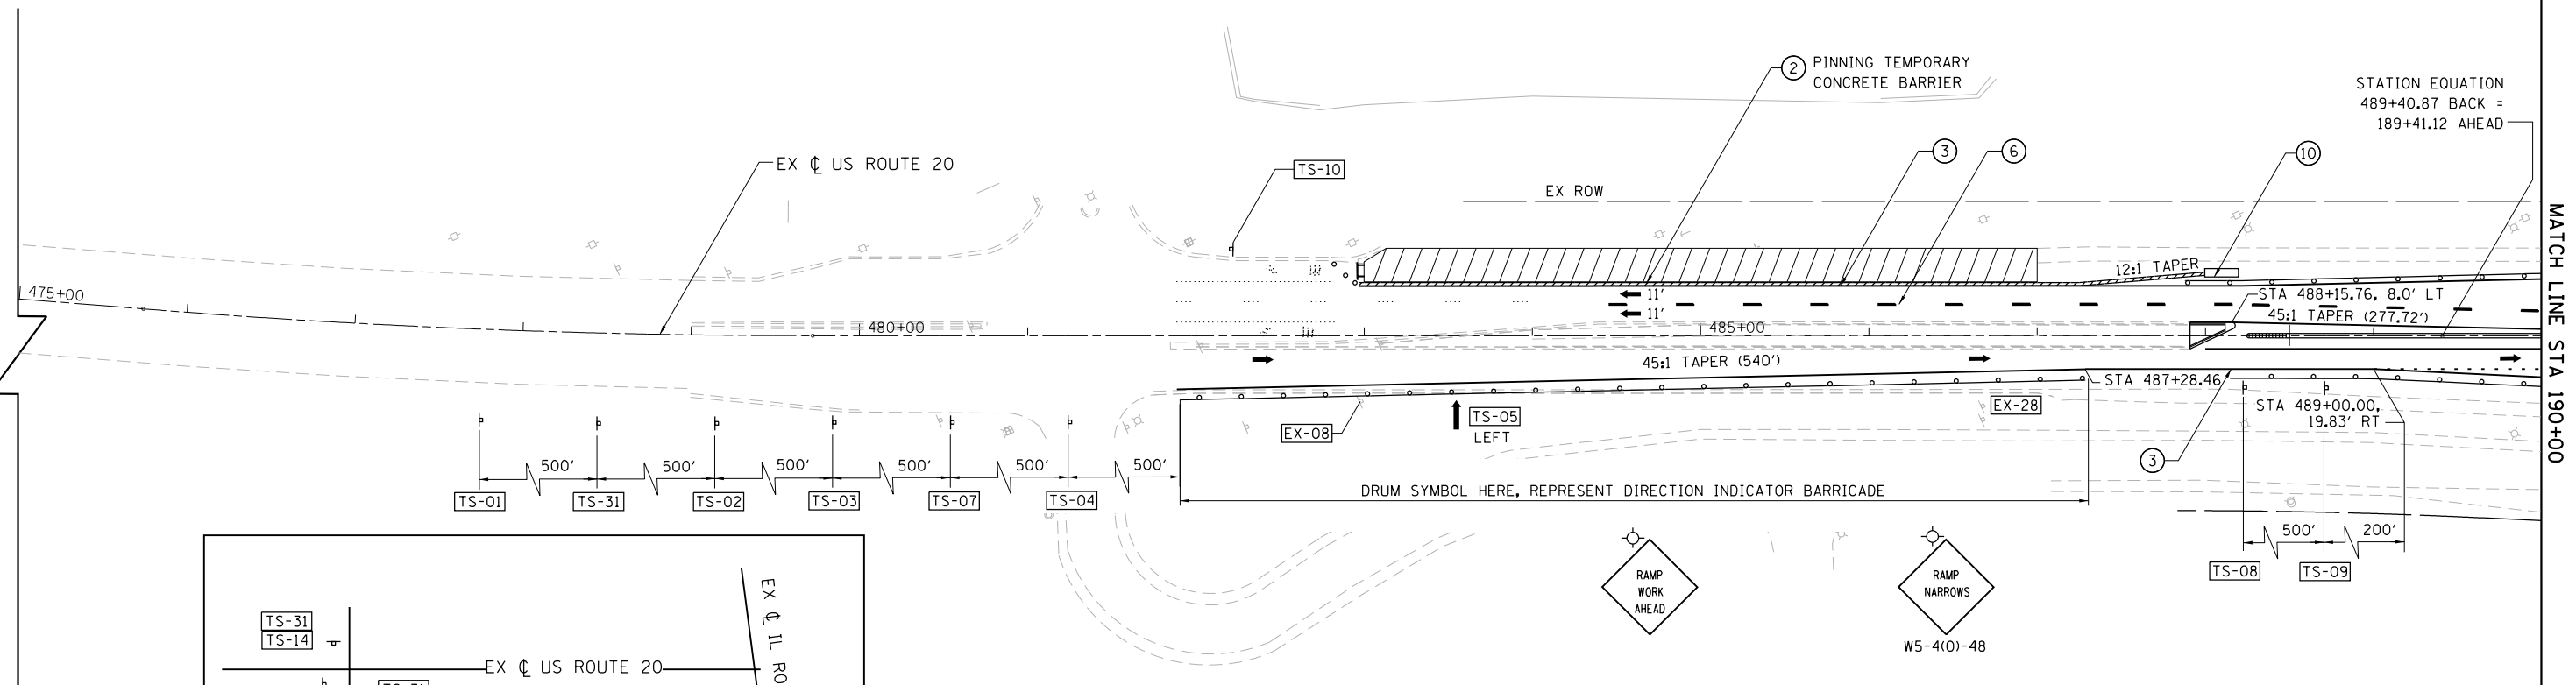 2 PINNING TEMPORARY
CONCRETE BARRIER
STATION EQUATION
489+40.87 BACK =
189+41.12 AHEAD
EX ℄ US ROUTE 20
TS-10
3
6
10
EX ROW
MATCH LINE STA 190+00
12:1 TAPER
475+00
11'
11'
STA 488+15.76, 8.0' LT
45:1 TAPER (277.72')
480+00
485+00
45:1 TAPER (540')
STA 487+28.46
EX-08
TS-05
LEFT
EX-28
STA 489+00.00,
19.83' RT
3
500'
500'
500'
500'
500'
500'
TS-01
TS-31
TS-02
TS-03
TS-07
TS-04
DRUM SYMBOL HERE, REPRESENT DIRECTION INDICATOR BARRICADE
500'
200'
TS-08
TS-09
RAMP
WORK
AHEAD
RAMP
NARROWS
W5-4(O)-48
TS-31
TS-14
EX ℄ US ROUTE 20
EX ℄ IL RO